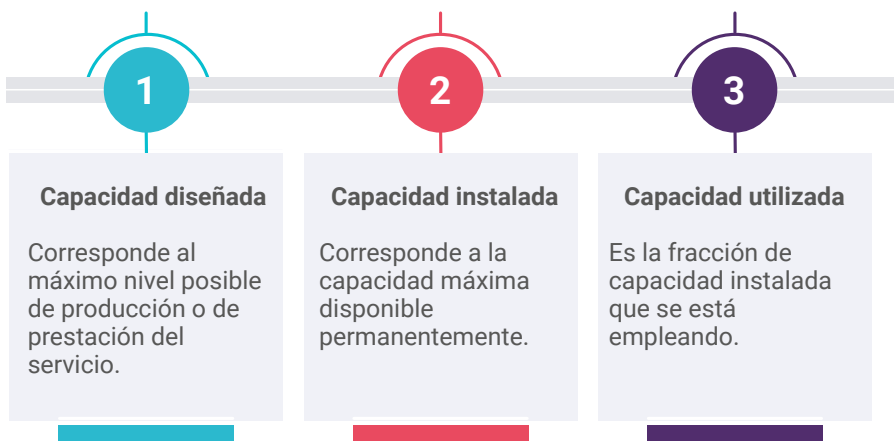 1
2
3
Capacidad diseñada
Corresponde al
máximo nivel posible
de producción o de
prestación del
servicio.
Capacidad instalada
Corresponde a la
capacidad máxima
disponible
permanentemente.
Capacidad utilizada
Es la fracción de
capacidad instalada
que se está
empleando.